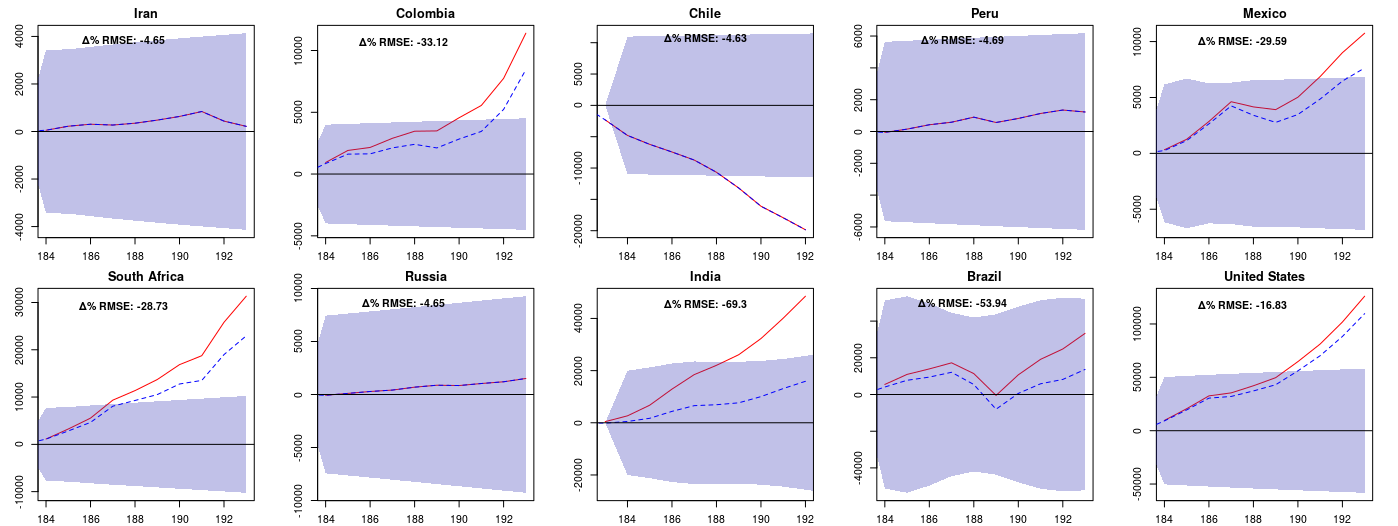 Iran Colombia Chile Peru Mexico
Δ% RMSE: -4.65 Δ% RMSE: -33.12 Δ% RMSE: -4.63 Δ% RMSE: -4.69 Δ% RMSE: -29.59
4000 2000 0 -2000 -4000
10000 5000 0 -5000
5000 0 -10000 -20000
6000 2000 0 -2000 -6000
10000 5000 0 -5000
184 186 188 190 192 184 186 188 190 192 184 186 188 190 192 184 186 188 190 192 184 186 188 190 192
South Africa Russia India Brazil United States
Δ% RMSE: -28.73 Δ% RMSE: -4.65 Δ% RMSE: -69.3 Δ% RMSE: -53.94 Δ% RMSE: -16.83
30000 20000 10000 0 -10000
10000 5000 0 -5000 -10000
40000 20000 0 -20000
20000 0 -40000
100000 50000 0 -50000
184 186 188 190 192 184 186 188 190 192 184 186 188 190 192 184 186 188 190 192 184 186 188 190 192